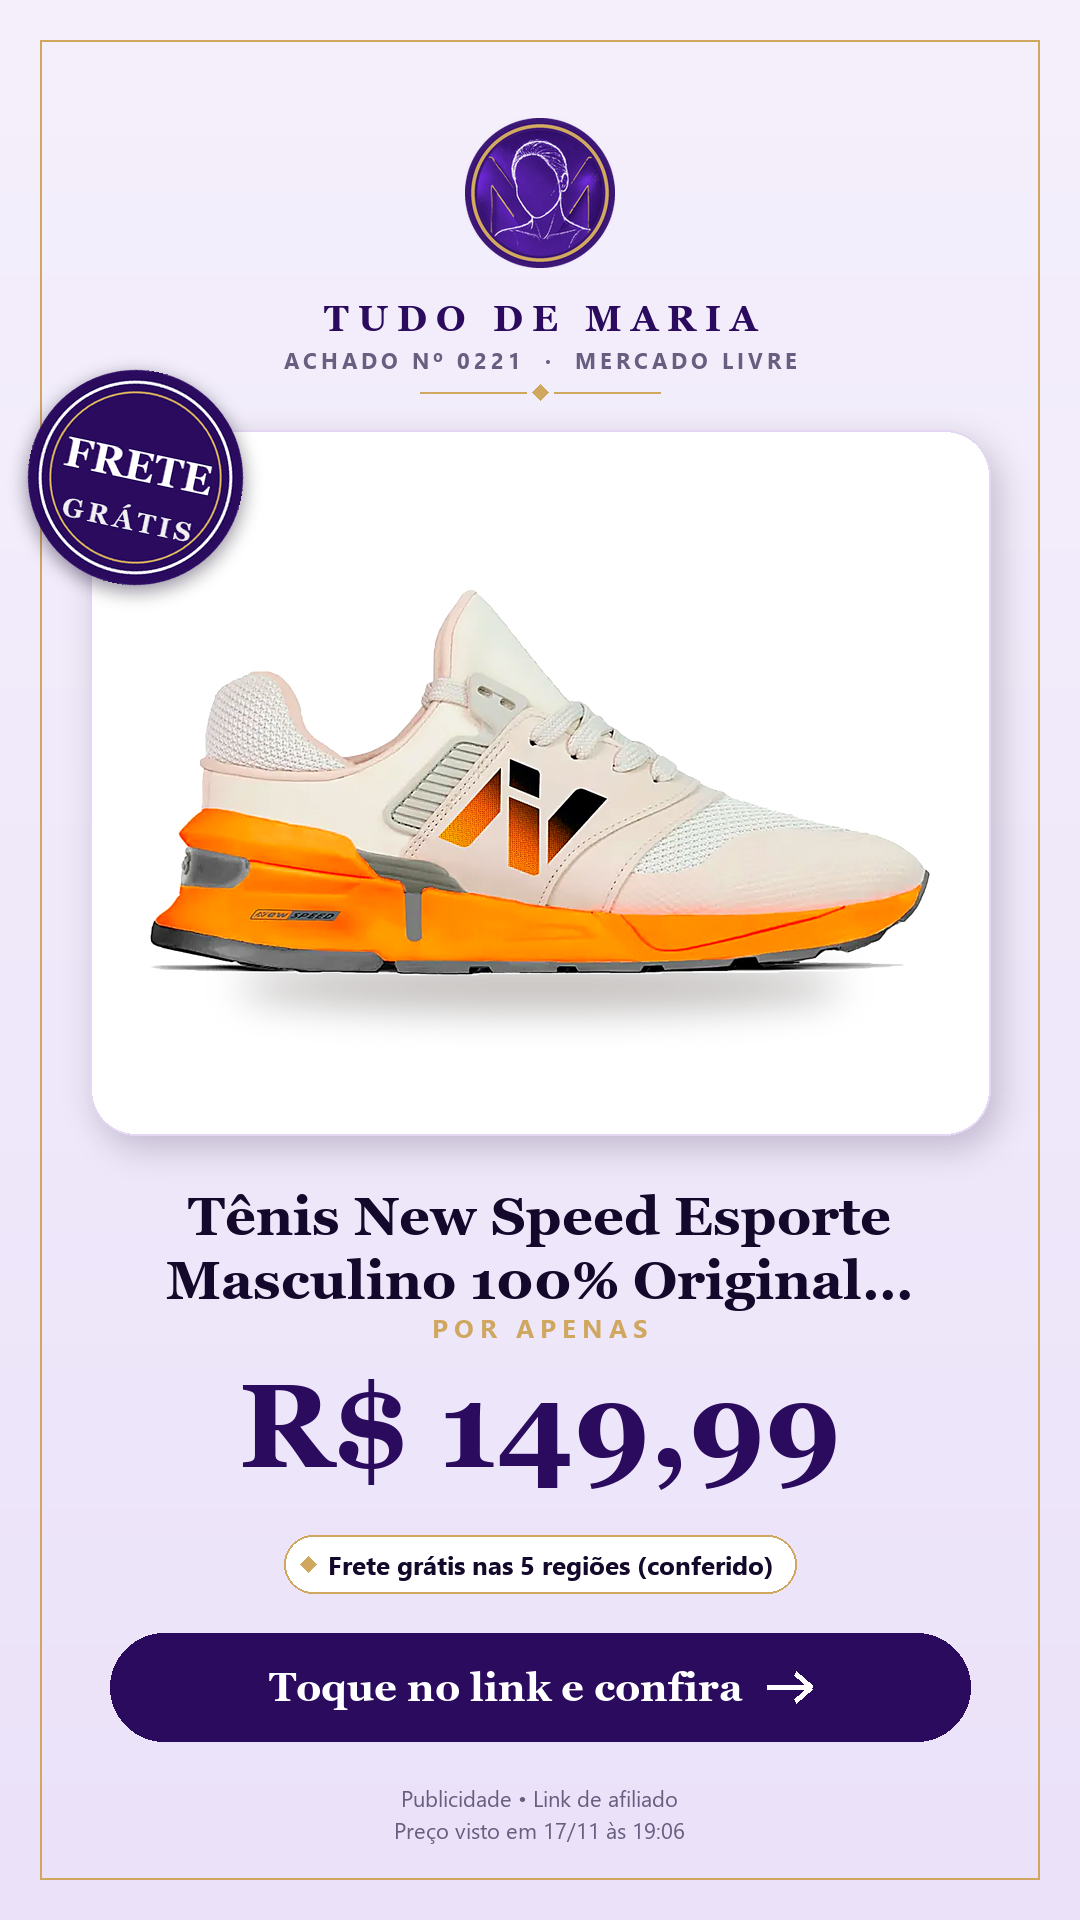 TUDO DE MARIA
ACHADO Nº 0221 · MERCADO LIVRE
FRETE
GRÁTIS
NEW SPEED
Tênis New Speed Esporte
Masculino 100% Original...
POR APENAS
R$ 149,99
Frete grátis nas 5 regiões (conferido)
Toque no link e confira →
Publicidade • Link de afiliado
Preço visto em 17/11 às 19:06